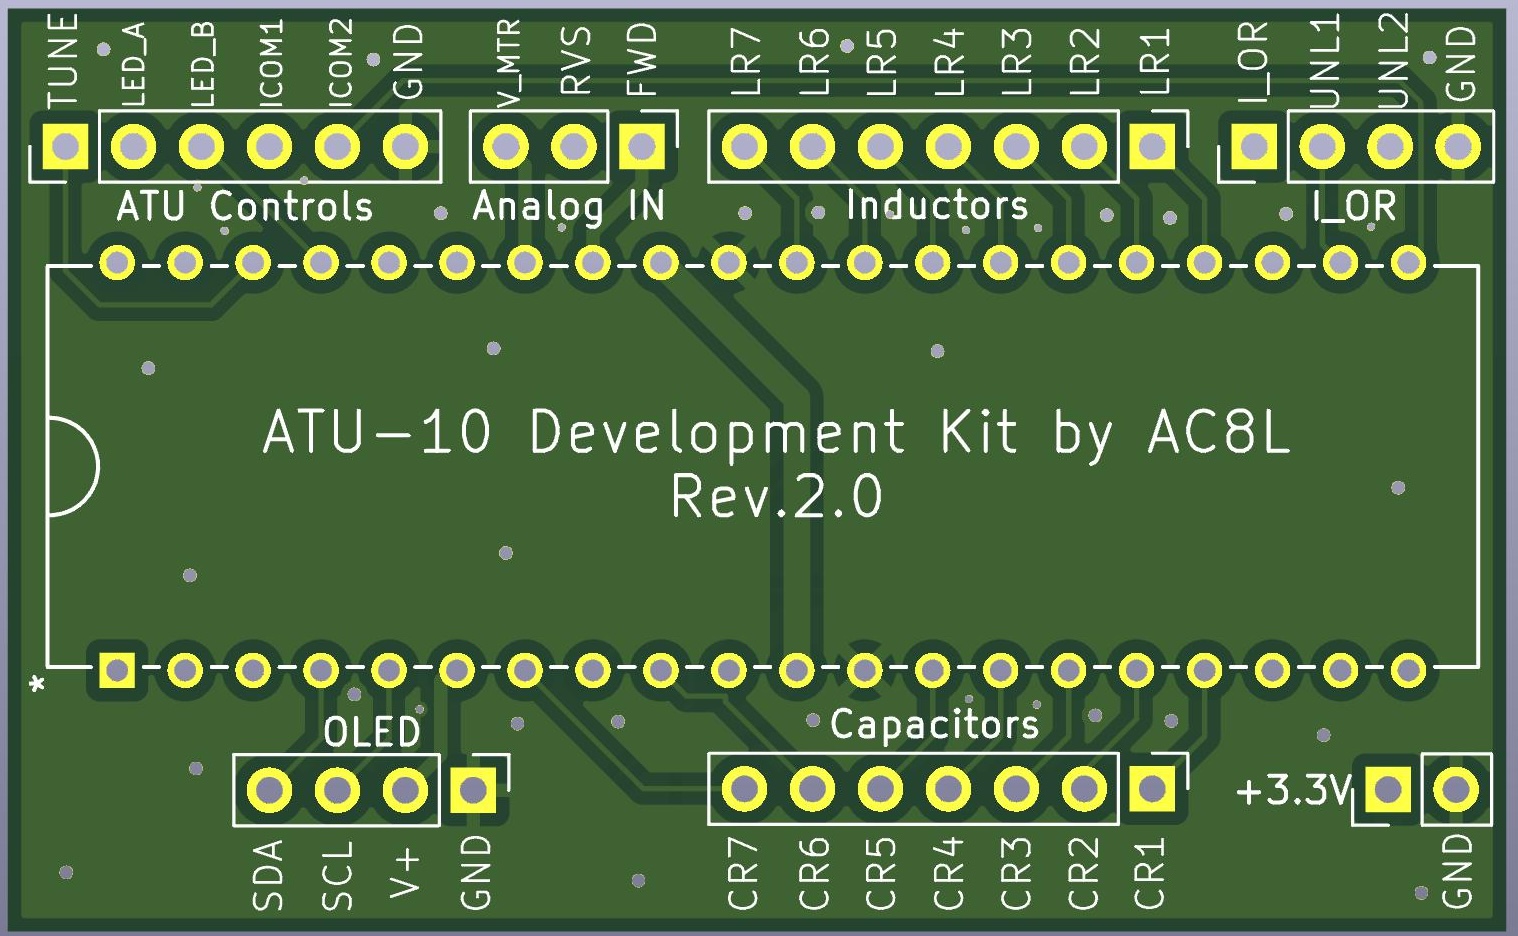 TUNE LED_A LED_B ICOM1 ICOM2 GND V_MTR RVS FWD LR7 LR6 LR5 LR4 LR3 LR2 LR1 I_OR UNL1 UNL2 GND
ATU Controls Analog IN Inductors I_OR
ATU-10 Development Kit by AC8L
Rev.2.0
*
OLED Capacitors
+3.3V
SDA SCL V+ GND CR7 CR6 CR5 CR4 CR3 CR2 CR1 GND